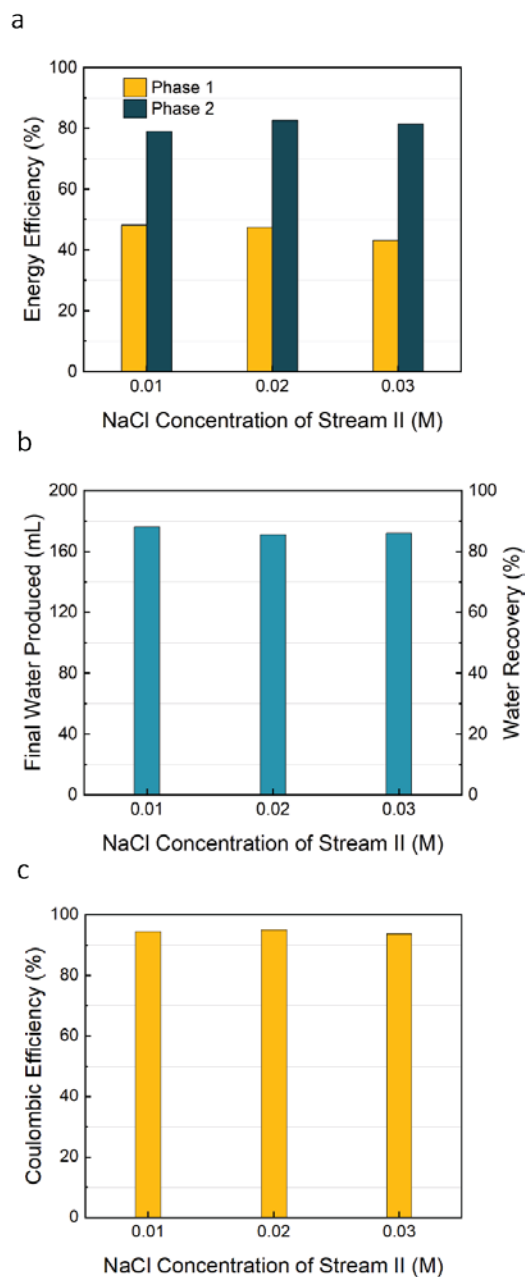 a
Energy Efficiency (%)
100
80
60
40
20
0
Phase 1
Phase 2
0.01 0.02 0.03
NaCl Concentration of Stream II (M)
b
Final Water Produced (mL)
200
160
120
80
40
0
100
80
60
40
20
0
Water Recovery (%)
0.01 0.02 0.03
NaCl Concentration of Stream II (M)
c
Coulombic Efficiency (%)
100
80
60
40
20
0
0.01 0.02 0.03
NaCl Concentration of Stream II (M)